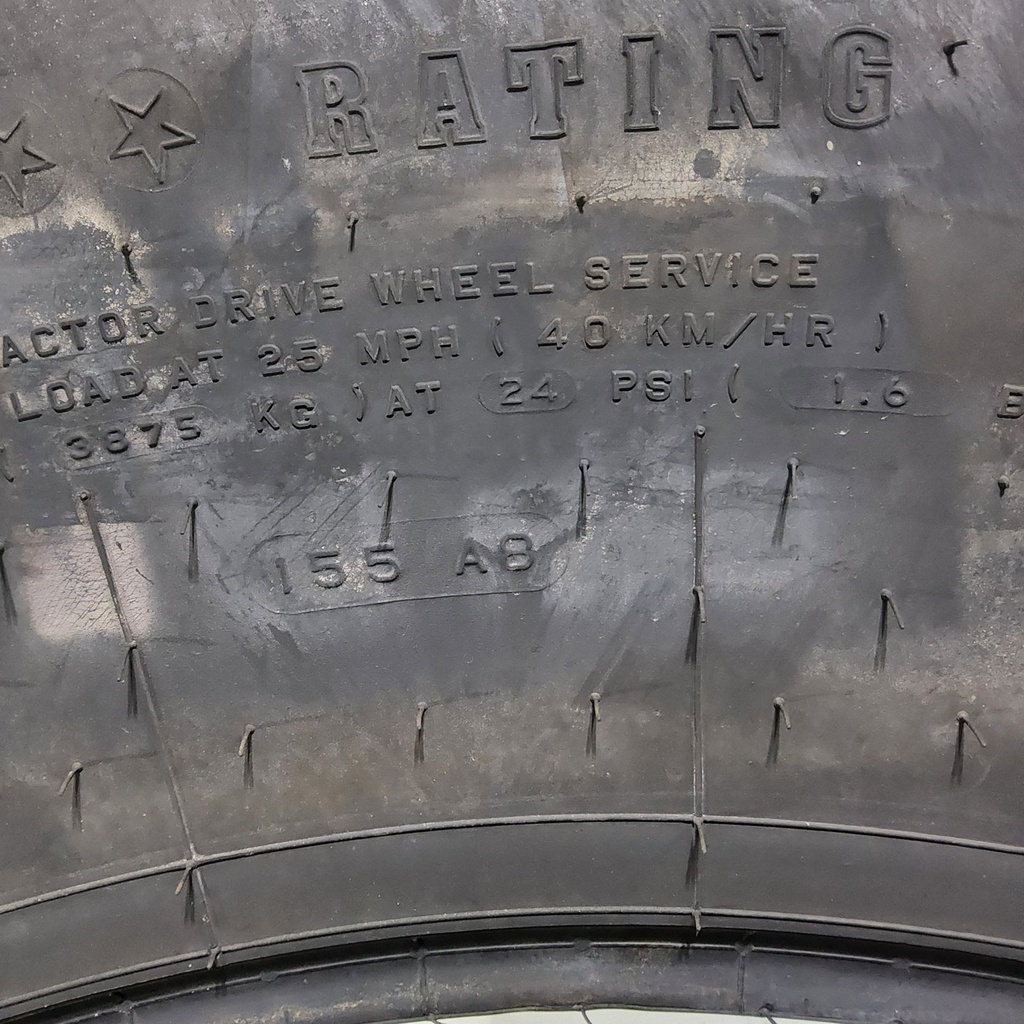 RATING
ACTOR DRIVE WHEEL SERVICE
LOAD AT 25 MPH ( 40 KM/HR )
( 3875 KG ) AT 24 PSI ( 1.6 B
155 A8